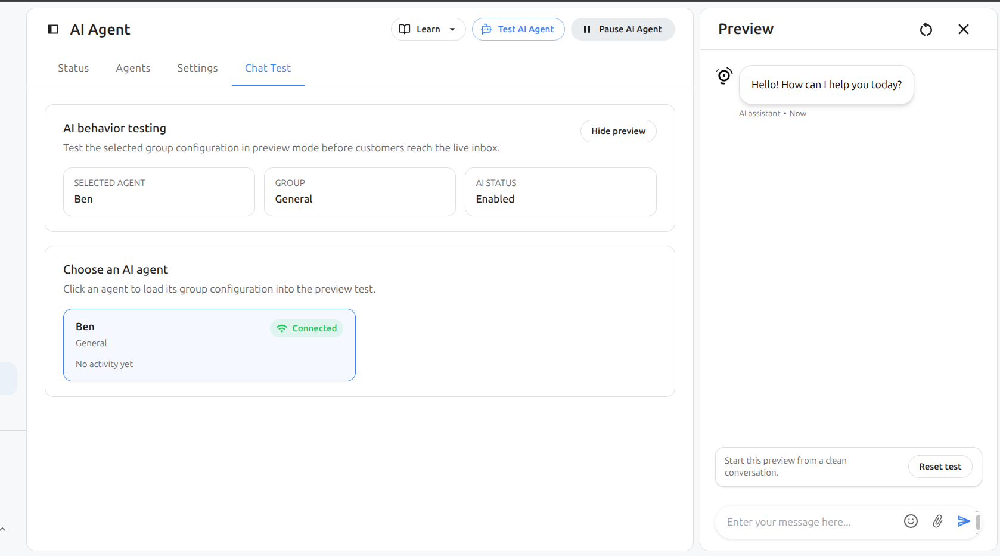 AI Agent
Learn
Test AI Agent
Pause AI Agent
Status
Agents
Settings
Chat Test
AI behavior testing
Test the selected group configuration in preview mode before customers reach the live inbox.
Hide preview
SELECTED AGENT
Ben
GROUP
General
AI STATUS
Enabled
Choose an AI agent
Click an agent to load its group configuration into the preview test.
Ben
Connected
General
No activity yet
Preview
Hello! How can I help you today?
AI assistant • Now
Start this preview from a clean
conversation.
Reset test
Enter your message here...